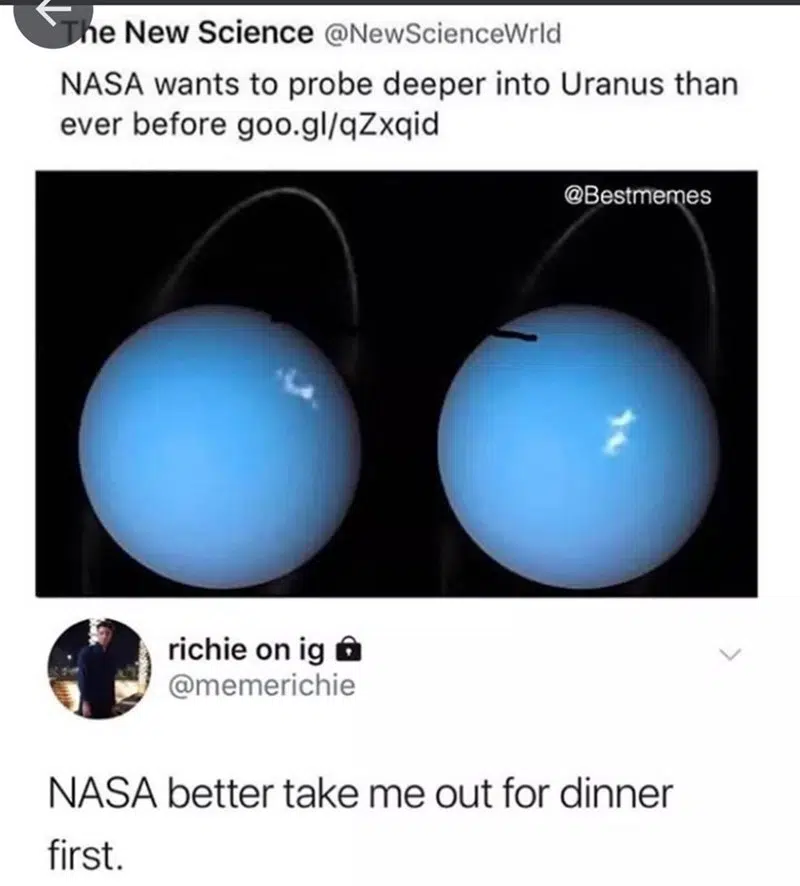 The New Science @NewScienceWrld
NASA wants to probe deeper into Uranus than
ever before goo.gl/qZxqid
@Bestmemes
richie on ig
@memerichie
NASA better take me out for dinner
first.